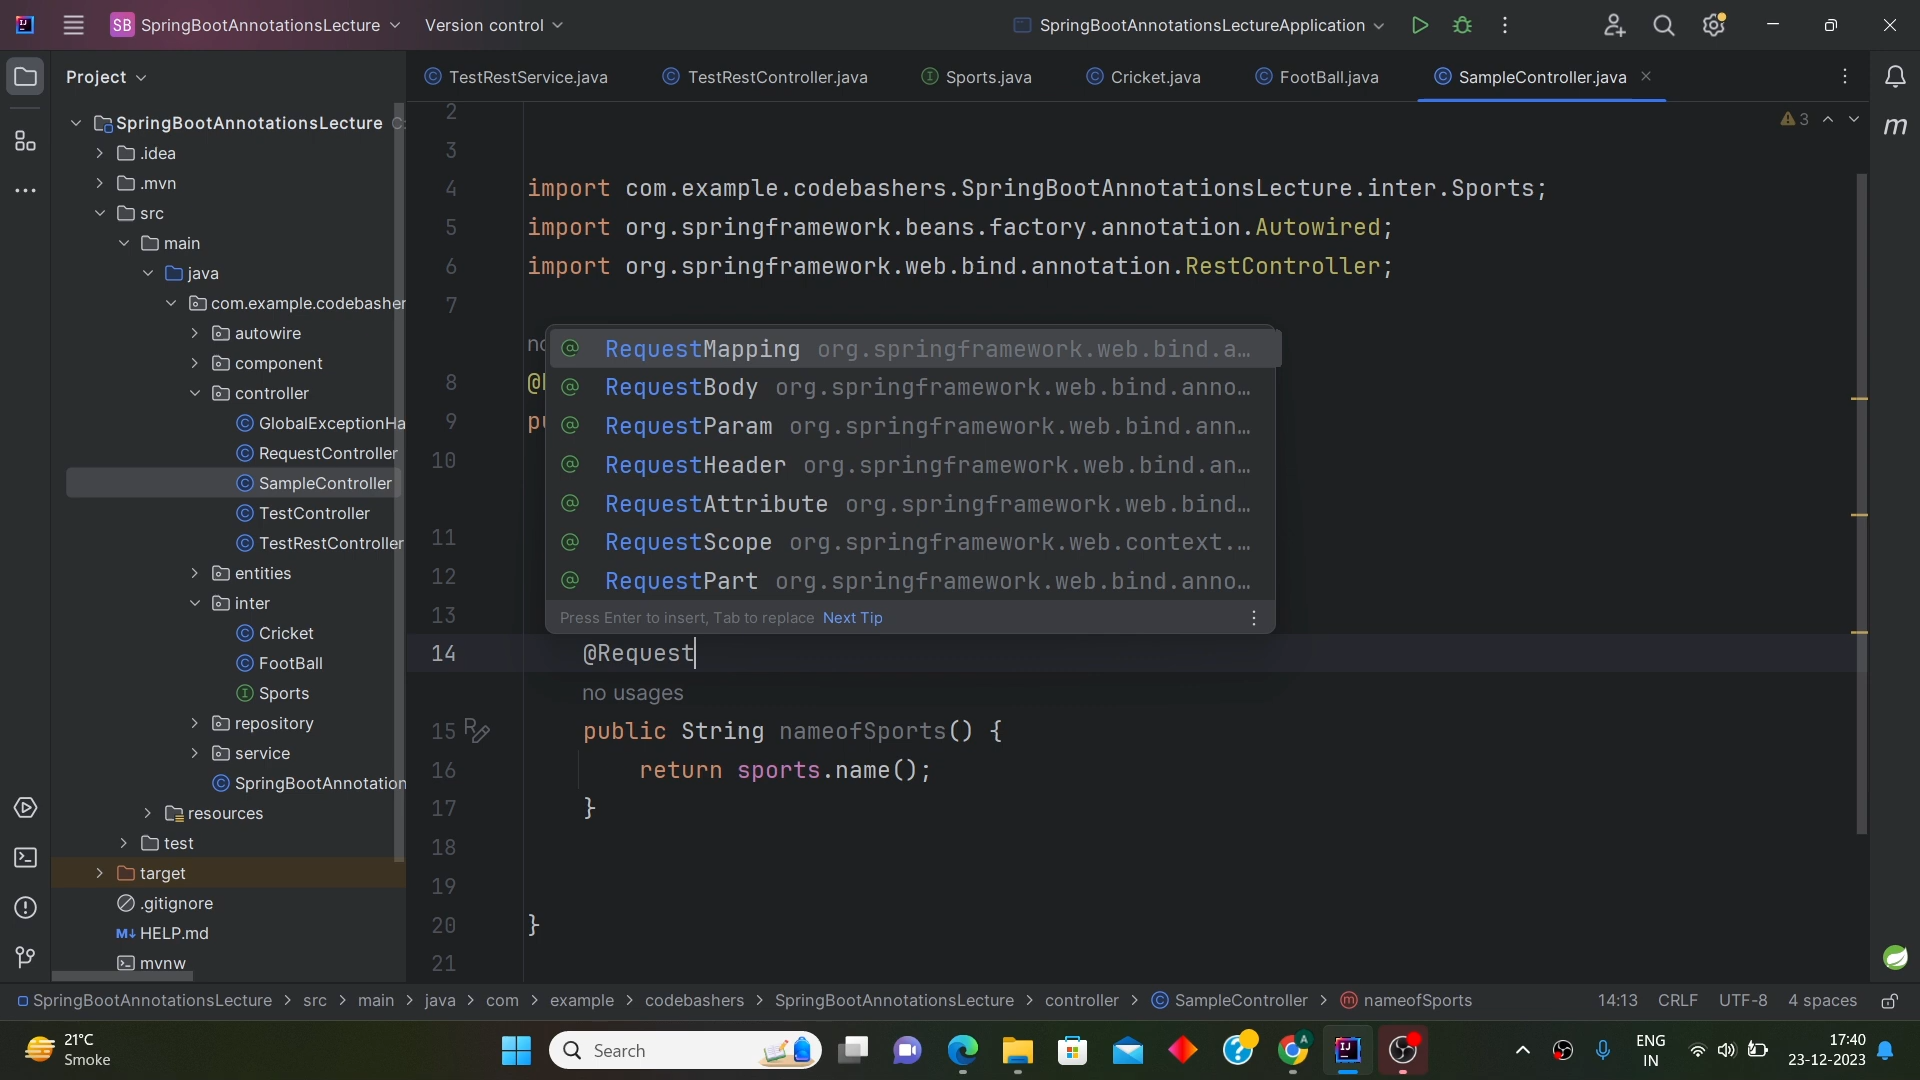 SB SpringBootAnnotationsLecture Version control SpringBootAnnotationsLectureApplication
Project
TestRestService.java TestRestController.java Sports.java Cricket.java FootBall.java SampleController.java
SpringBootAnnotationsLecture
.idea
.mvn
src
main
java
com.example.codebasher
autowire
component
controller
GlobalExceptionHa
RequestController
SampleController
TestController
TestRestController
entities
inter
Cricket
FootBall
Sports
repository
service
SpringBootAnnotation
resources
test
target
.gitignore
HELP.md
mvnw
3
2
3
4 import com.example.codebashers.SpringBootAnnotationsLecture.inter.Sports;
5 import org.springframework.beans.factory.annotation.Autowired;
6 import org.springframework.web.bind.annotation.RestController;
7
8
9
10
11
12
13
RequestMapping org.springframework.web.bind.a...
RequestBody org.springframework.web.bind.anno...
RequestParam org.springframework.web.bind.ann...
RequestHeader org.springframework.web.bind.an...
RequestAttribute org.springframework.web.bind...
RequestScope org.springframework.web.context....
RequestPart org.springframework.web.bind.anno...
Press Enter to insert, Tab to replace Next Tip
14 @Request
no usages
15 public String nameofSports() {
16 return sports.name();
17 }
18
19
20 }
21
SpringBootAnnotationsLecture > src > main > java > com > example > codebashers > SpringBootAnnotationsLecture > controller > SampleController > nameofSports 14:13 CRLF UTF-8 4 spaces
21°C
Smoke
Search
ENG
IN
17:40
23-12-2023